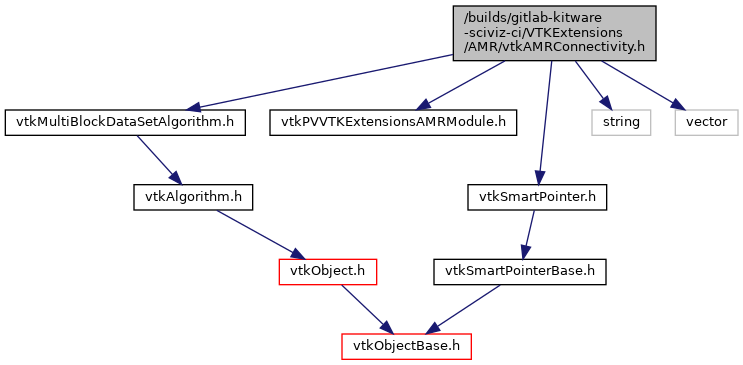 /builds/gitlab-kitware
-sciviz-ci/VTKExtensions
/AMR/vtkAMRConnectivity.h
vtkMultiBlockDataSetAlgorithm.h
vtkPVVTKExtensionsAMRModule.h
string
vector
vtkAlgorithm.h
vtkSmartPointer.h
vtkObject.h
vtkSmartPointerBase.h
vtkObjectBase.h